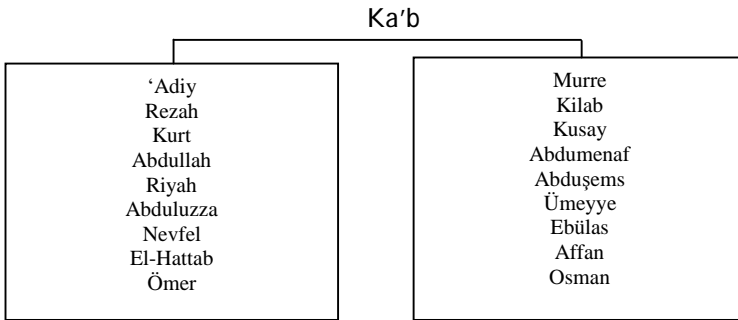 Ka'b
‘Adiy
Rezah
Kurt
Abdullah
Riyah
Abduluzza
Nevfel
El-Hattab
Ömer
Murre
Kilab
Kusay
Abdumenaf
Abduşems
Ümeyye
Ebülas
Affan
Osman